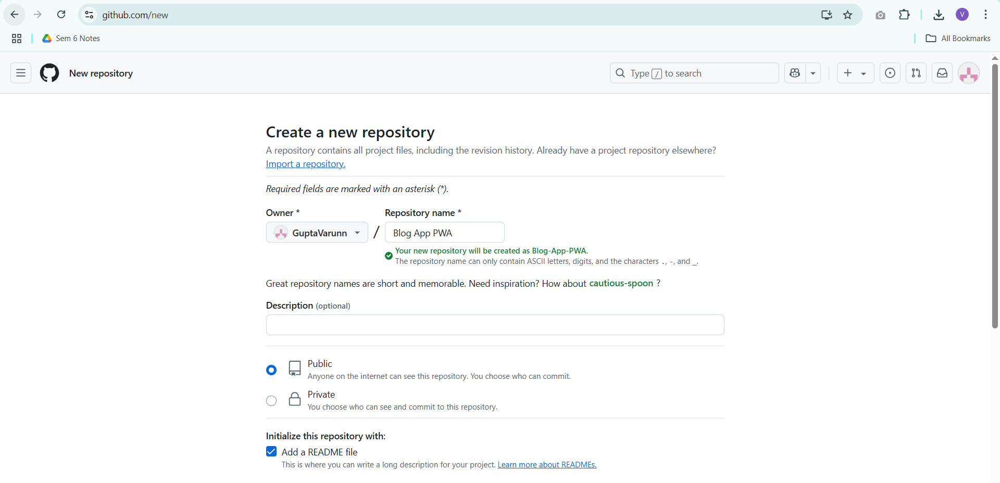 github.com/new
V
Sem 6 Notes
All Bookmarks
New repository
Type / to search
Create a new repository
A repository contains all project files, including the revision history. Already have a project repository elsewhere?
Import a repository.
Required fields are marked with an asterisk (*).
Owner * Repository name *
GuptaVarunn / Blog App PWA
Your new repository will be created as Blog-App-PWA.
The repository name can only contain ASCII letters, digits, and the characters ., -, and _.
Great repository names are short and memorable. Need inspiration? How about cautious-spoon ?
Description (optional)
Public
Anyone on the internet can see this repository. You choose who can commit.
Private
You choose who can see and commit to this repository.
Initialize this repository with:
Add a README file
This is where you can write a long description for your project. Learn more about READMEs.